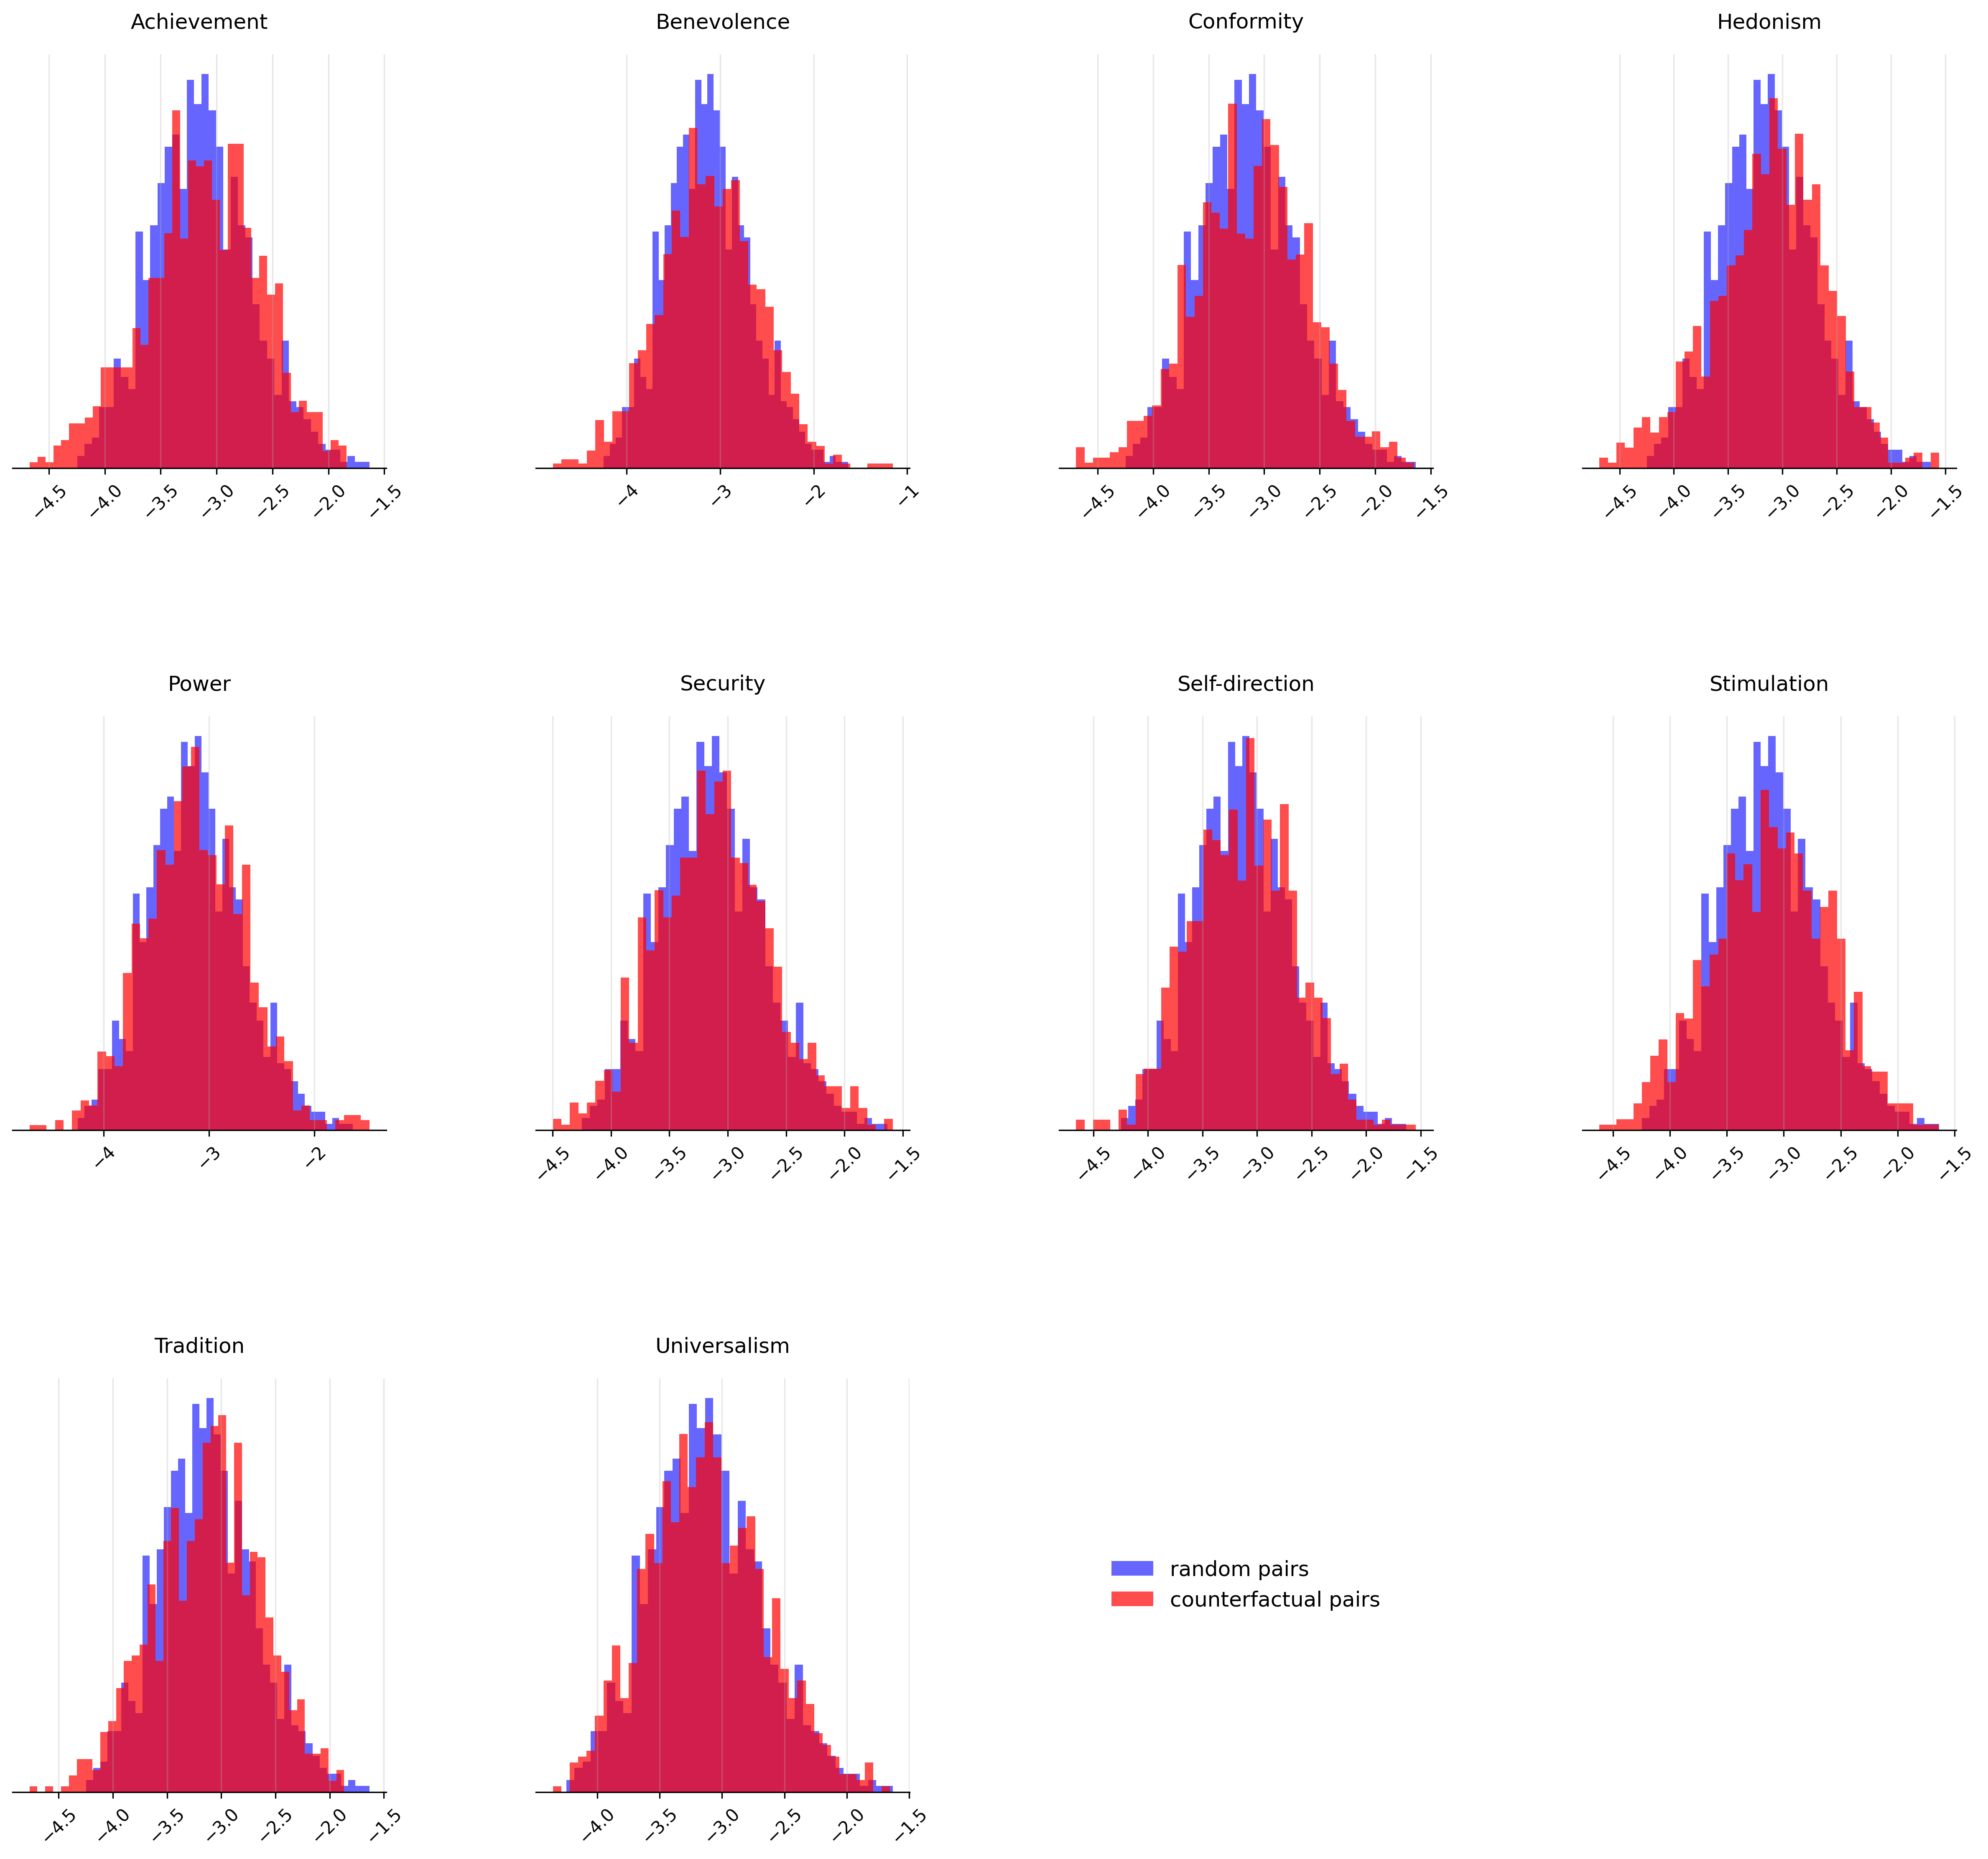 Achievement Benevolence Conformity Hedonism
−4.5 −4.0 −3.5 −3.0 −2.5 −2.0 −1.5 −4 −3 −2 −1 −4.5 −4.0 −3.5 −3.0 −2.5 −2.0 −1.5 −4.5 −4.0 −3.5 −3.0 −2.5 −2.0 −1.5
Power Security Self-direction Stimulation
−4 −3 −2 −4.5 −4.0 −3.5 −3.0 −2.5 −2.0 −1.5 −4.5 −4.0 −3.5 −3.0 −2.5 −2.0 −1.5 −4.5 −4.0 −3.5 −3.0 −2.5 −2.0 −1.5
Tradition Universalism
random pairs
counterfactual pairs
−4.5 −4.0 −3.5 −3.0 −2.5 −2.0 −1.5 −4.0 −3.5 −3.0 −2.5 −2.0 −1.5